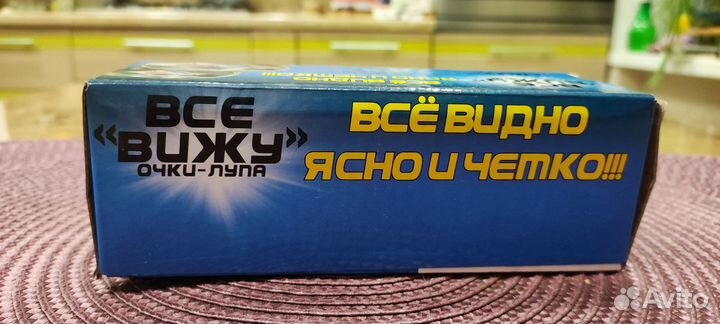 ВСЕ
«ВИЖУ»
ОЧКИ-ЛУПА
ВСЁ ВИДНО
ЯСНО И ЧЕТКО!!!
Avito